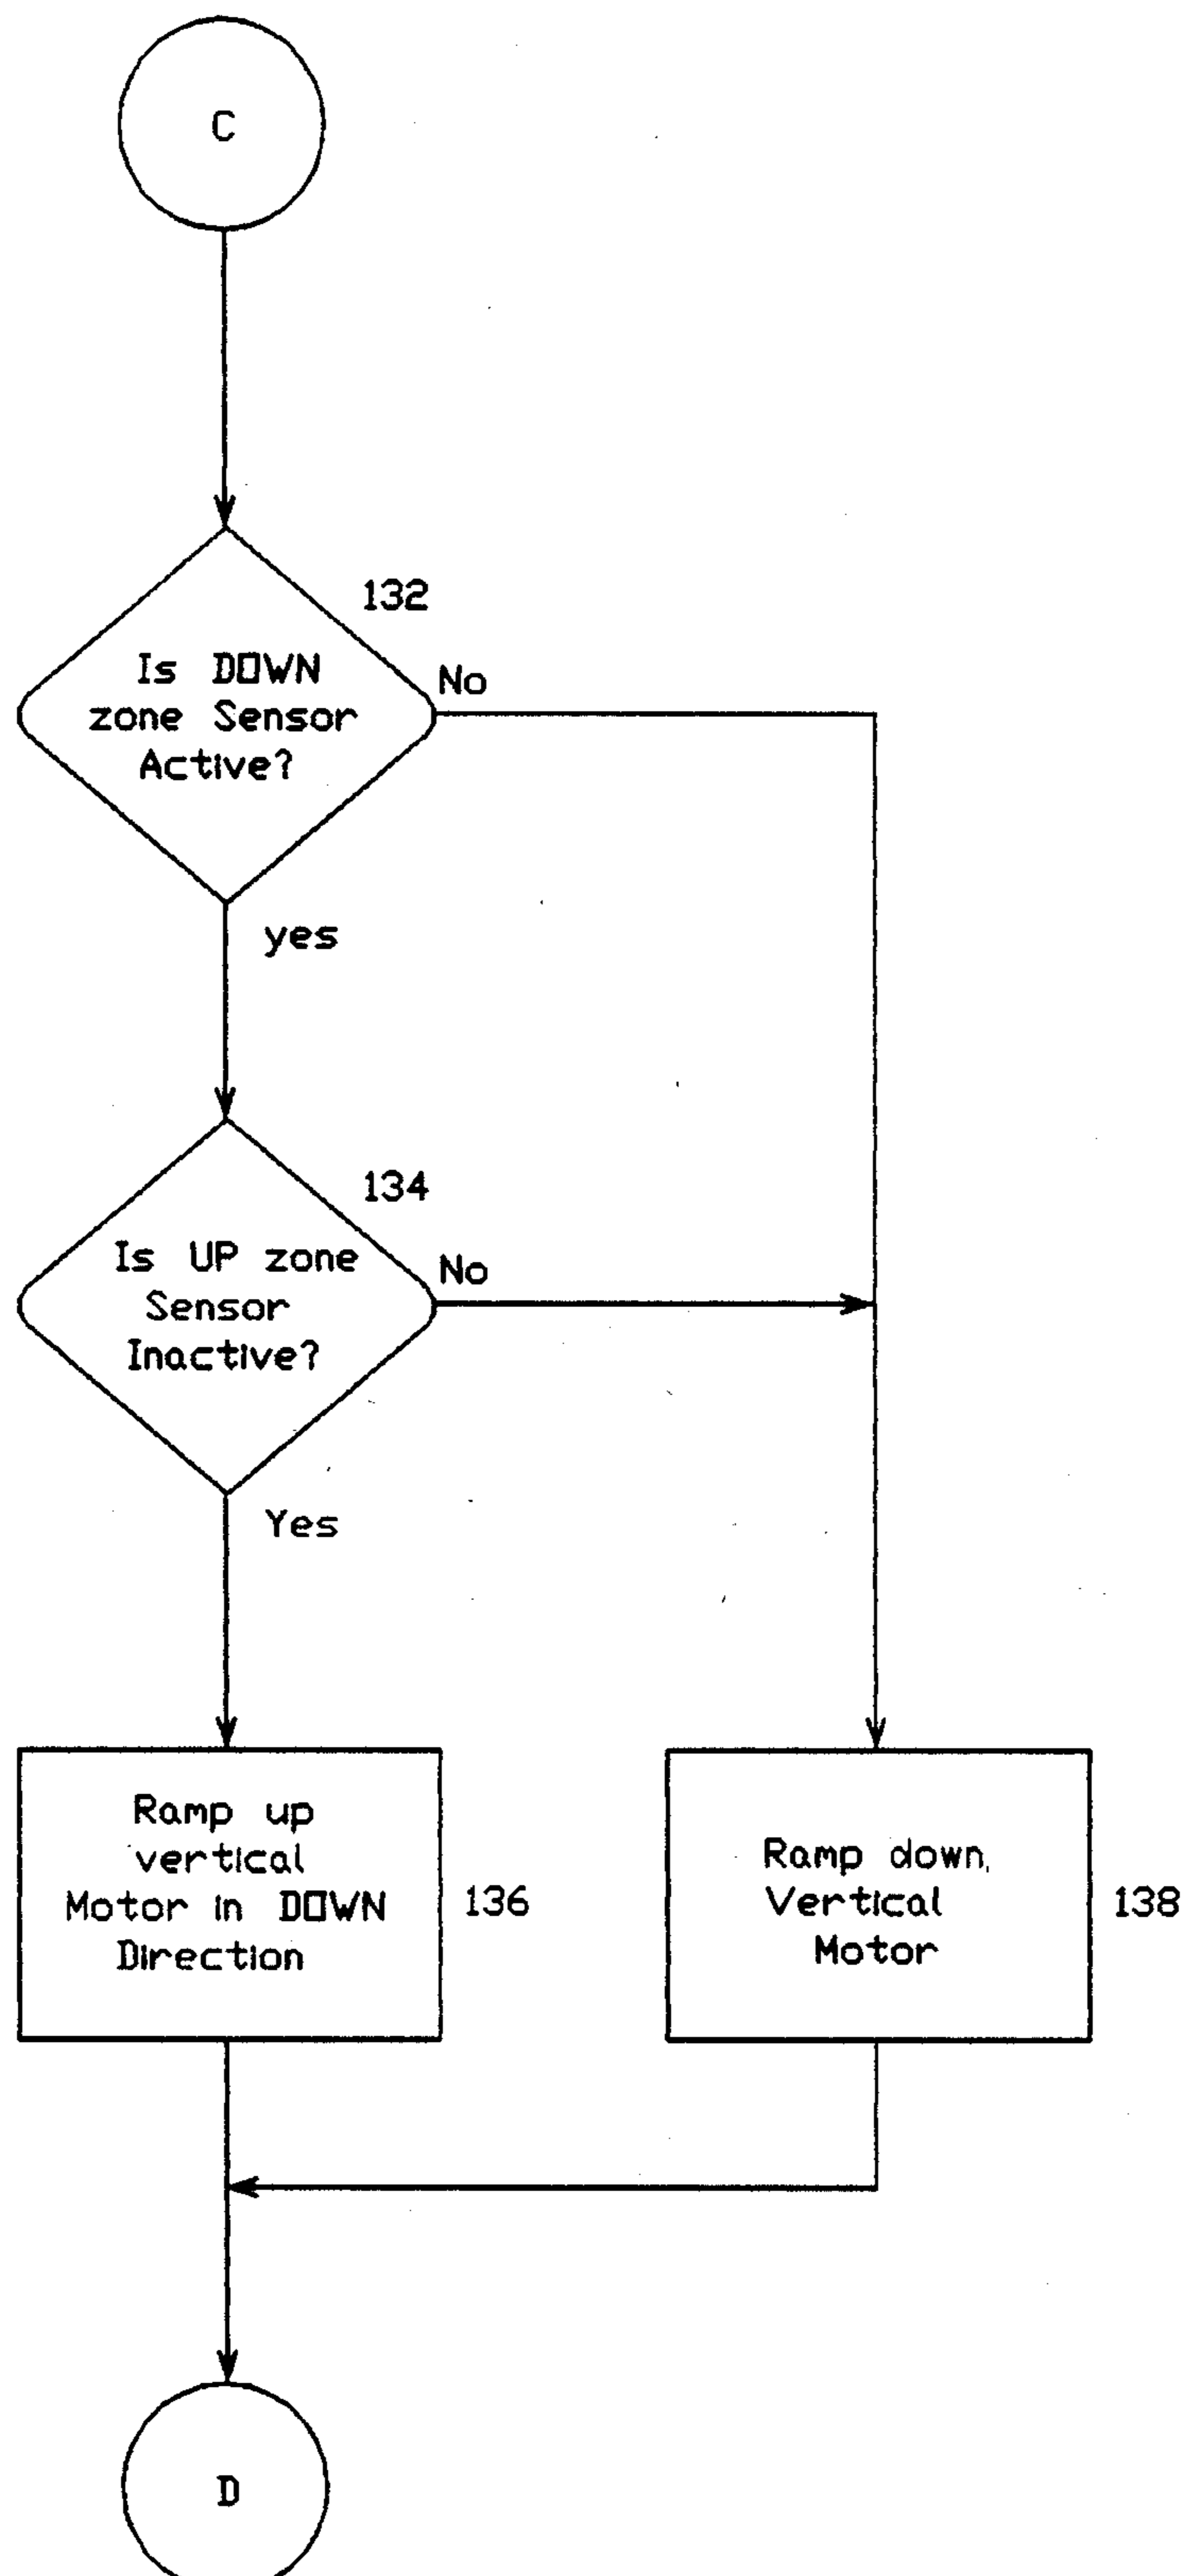 C
132
Is DOWN
zone Sensor
Active?
No
yes
134
Is UP zone
Sensor
Inactive?
No
Yes
Ramp up
vertical
Motor in DOWN
Direction
136
Ramp down
Vertical
Motor
138
D